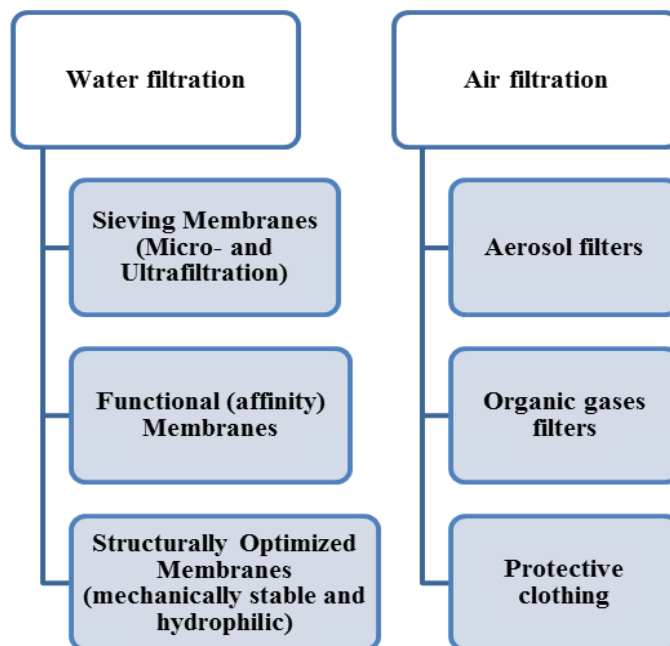 Water filtration
Sieving Membranes
(Micro- and
Ultrafiltration)
Functional (affinity)
Membranes
Structurally Optimized
Membranes
(mechanically stable and
hydrophilic)
Air filtration
Aerosol filters
Organic gases
filters
Protective
clothing